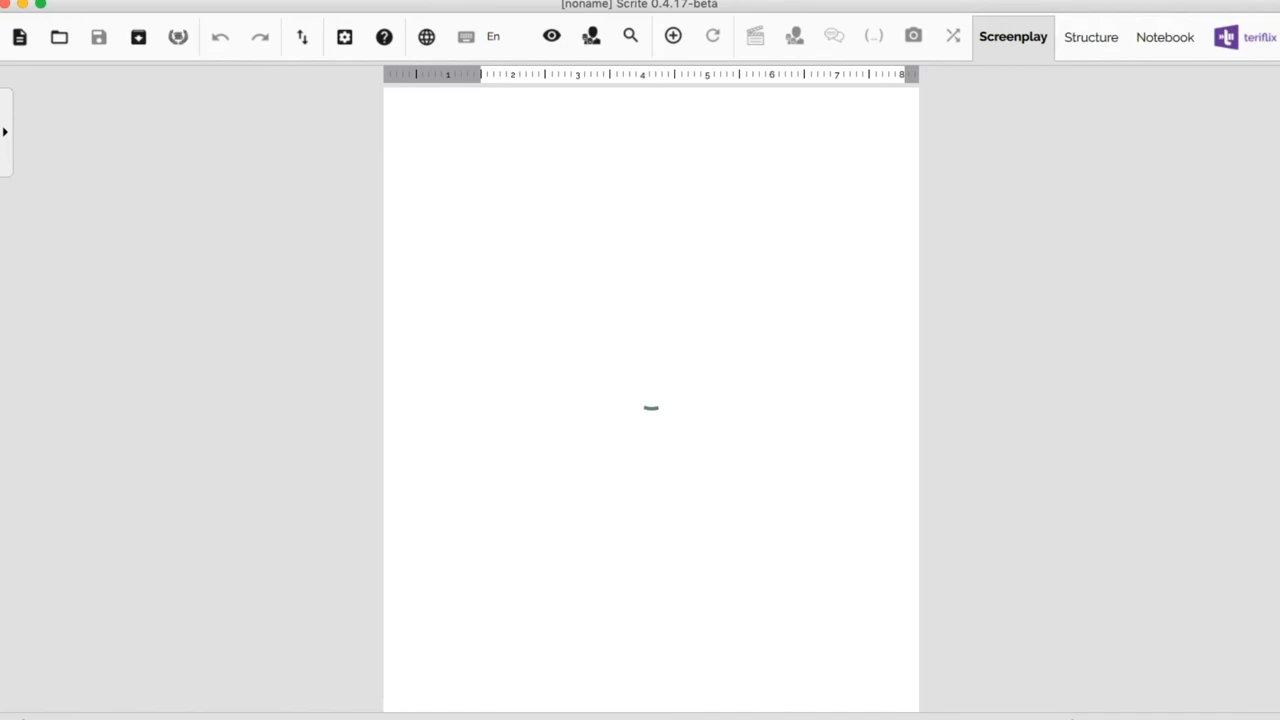 [noname] Scrite 0.4.17-beta
En
Screenplay
Structure
Notebook
teriflix
1 2 3 4 5 6 7 8